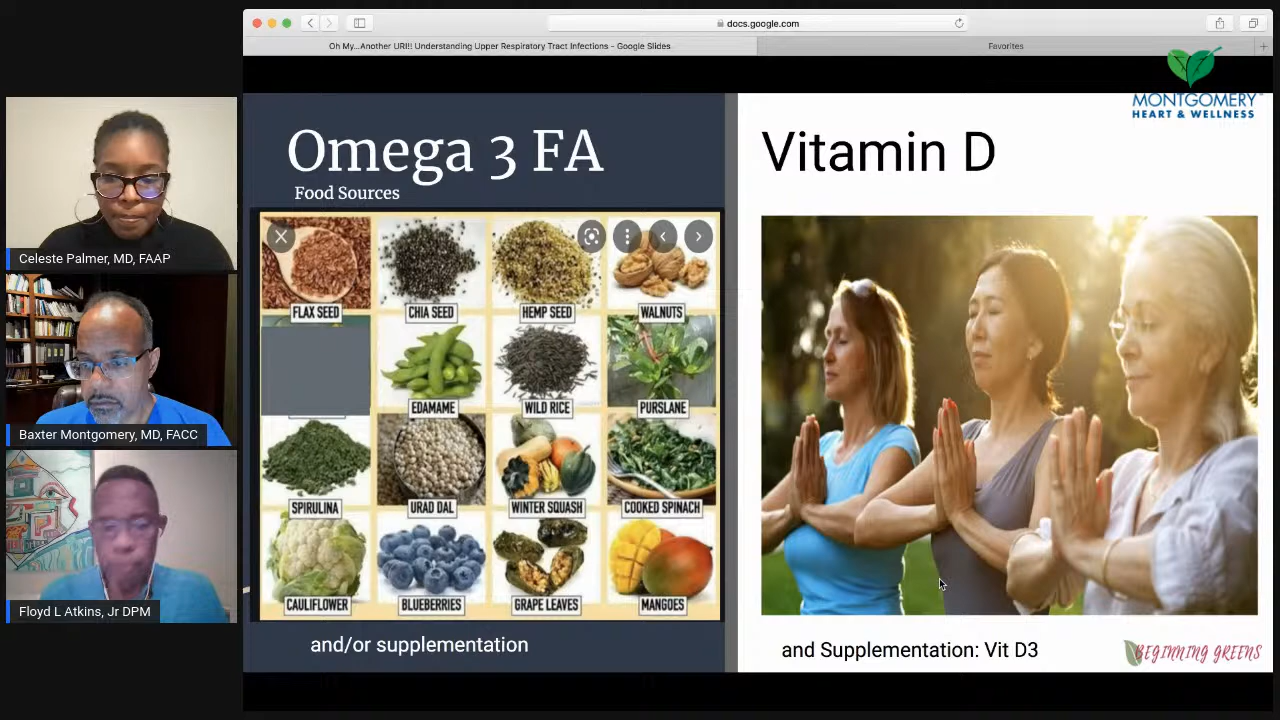 docs.google.com
Oh My...Another URI!! Understanding Upper Respiratory Tract Infections - Google Slides
Favorites
MONTGOMERY
HEART & WELLNESS
Celeste Palmer, MD, FAAP
Baxter Montgomery, MD, FACC
Floyd L Atkins, Jr DPM
Omega 3 FA
Food Sources
FLAX SEED
CHIA SEED
HEMP SEED
WALNUTS
EDAMAME
WILD RICE
PURSLANE
SPIRULINA
URAD DAL
WINTER SQUASH
COOKED SPINACH
CAULIFLOWER
BLUEBERRIES
GRAPE LEAVES
MANGOES
and/or supplementation
Vitamin D
and Supplementation: Vit D3
BEGINNING GREENS